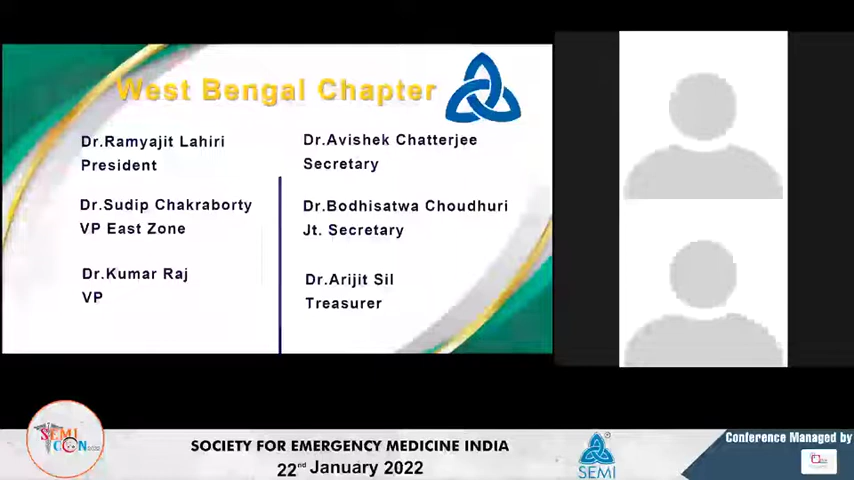 West Bengal Chapter
Dr.Ramyajit Lahiri
President
Dr.Sudip Chakraborty
VP East Zone
Dr.Kumar Raj
VP
Dr.Avishek Chatterjee
Secretary
Dr.Bodhisatwa Choudhuri
Jt. Secretary
Dr.Arijit Sil
Treasurer
SEMI
CON
SOCIETY FOR EMERGENCY MEDICINE INDIA
22nd January 2022
SEMI
Conference Managed by